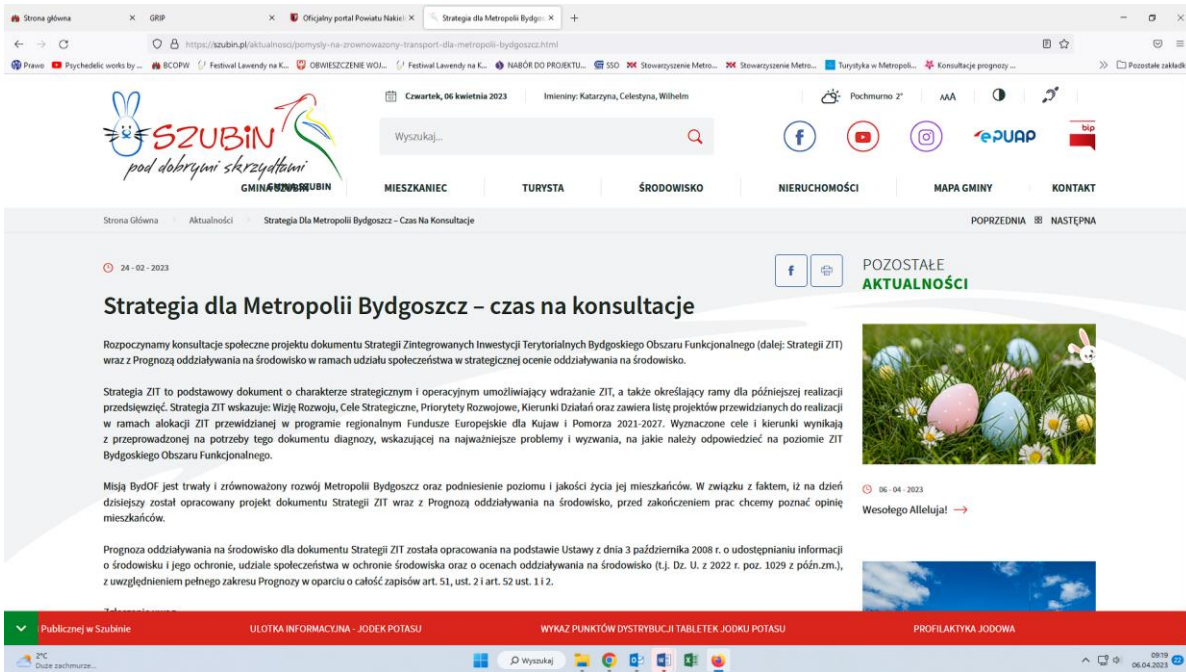 Strona główna
GRIP
Oficjalny portal Powiatu Nakiel
Strategia dla Metropolii Bydgos
https://szubin.pl/aktualnosci/pomysly-na-zrownowazony-transport-dla-metropolii-bydgoszcz.html
Prawo
Psychedelic works by ...
BCOPW
Festiwal Lawendy na K...
OBWIESZCZENIE WOJ...
Festiwal Lawendy na K...
NABÓR DO PROJEKTU...
SSO
Stowarzyszenie Metro...
Stowarzyszenie Metro...
Turystyka w Metropoli...
Konsultacje prognozy ...
Pozostałe zakładk
SZUBIN
pod dobrymi skrzydłami
Czwartek, 06 kwietnia 2023
Imieniny: Katarzyna, Celestyna, Wilhelm
Pochmurno 2°
AAA
Wyszukaj...
ePUAP
bip
GMINA SZUBIN
MIESZKANIEC
TURYSTA
ŚRODOWISKO
NIERUCHOMOŚCI
MAPA GMINY
KONTAKT
Strona Główna
Aktualności
Strategia Dla Metropolii Bydgoszcz – Czas Na Konsultacje
POPRZEDNIA
NASTĘPNA
24 - 02 - 2023
Strategia dla Metropolii Bydgoszcz – czas na konsultacje
Rozpoczynamy konsultacje społeczne projektu dokumentu Strategii Zintegrowanych Inwestycji Terytorialnych Bydgoskiego Obszaru Funkcjonalnego (dalej: Strategii ZIT)
wraz z Prognozą oddziaływania na środowisko w ramach udziału społeczeństwa w strategicznej ocenie oddziaływania na środowisko.
Strategia ZIT to podstawowy dokument o charakterze strategicznym i operacyjnym umożliwiający wdrażanie ZIT, a także określający ramy dla późniejszej realizacji
przedsięwzięć. Strategia ZIT wskazuje: Wizję Rozwoju, Cele Strategiczne, Priorytety Rozwojowe, Kierunki Działań oraz zawiera listę projektów przewidzianych do realizacji
w ramach alokacji ZIT przewidzianej w programie regionalnym Fundusze Europejskie dla Kujaw i Pomorza 2021-2027. Wyznaczone cele i kierunki wynikają
z przeprowadzonej na potrzeby tego dokumentu diagnozy, wskazującej na najważniejsze problemy i wyzwania, na jakie należy odpowiedzieć na poziomie ZIT
Bydgoskiego Obszaru Funkcjonalnego.
Misją BydOF jest trwały i zrównoważony rozwój Metropolii Bydgoszcz oraz podniesienie poziomu i jakości życia jej mieszkańców. W związku z faktem, iż na dzień
dzisiejszy został opracowany projekt dokumentu Strategii ZIT wraz z Prognozą oddziaływania na środowisko, przed zakończeniem prac chcemy poznać opinię
mieszkańców.
Prognoza oddziaływania na środowisko dla dokumentu Strategii ZIT została opracowania na podstawie Ustawy z dnia 3 października 2008 r. o udostępnianiu informacji
o środowisku i jego ochronie, udziale społeczeństwa w ochronie środowiska oraz o ocenach oddziaływania na środowisko (t.j. Dz. U. z 2022 r. poz. 1029 z późn.zm.),
z uwzględnieniem pełnego zakresu Prognozy w oparciu o całość zapisów art. 51, ust. 2 i art. 52 ust. 1 i 2.
POZOSTAŁE
AKTUALNOŚCI
06 - 04 - 2023
Wesołego Alleluja!
Publicznej w Szubinie
ULOTKA INFORMACYJNA - JODEK POTASU
WYKAZ PUNKTÓW DYSTRYBUCJI TABLETEK JODKU POTASU
PROFILAKTYKA JODOWA
2°C
Duże zachmurze...
Wyszukaj
09:19
06.04.2023